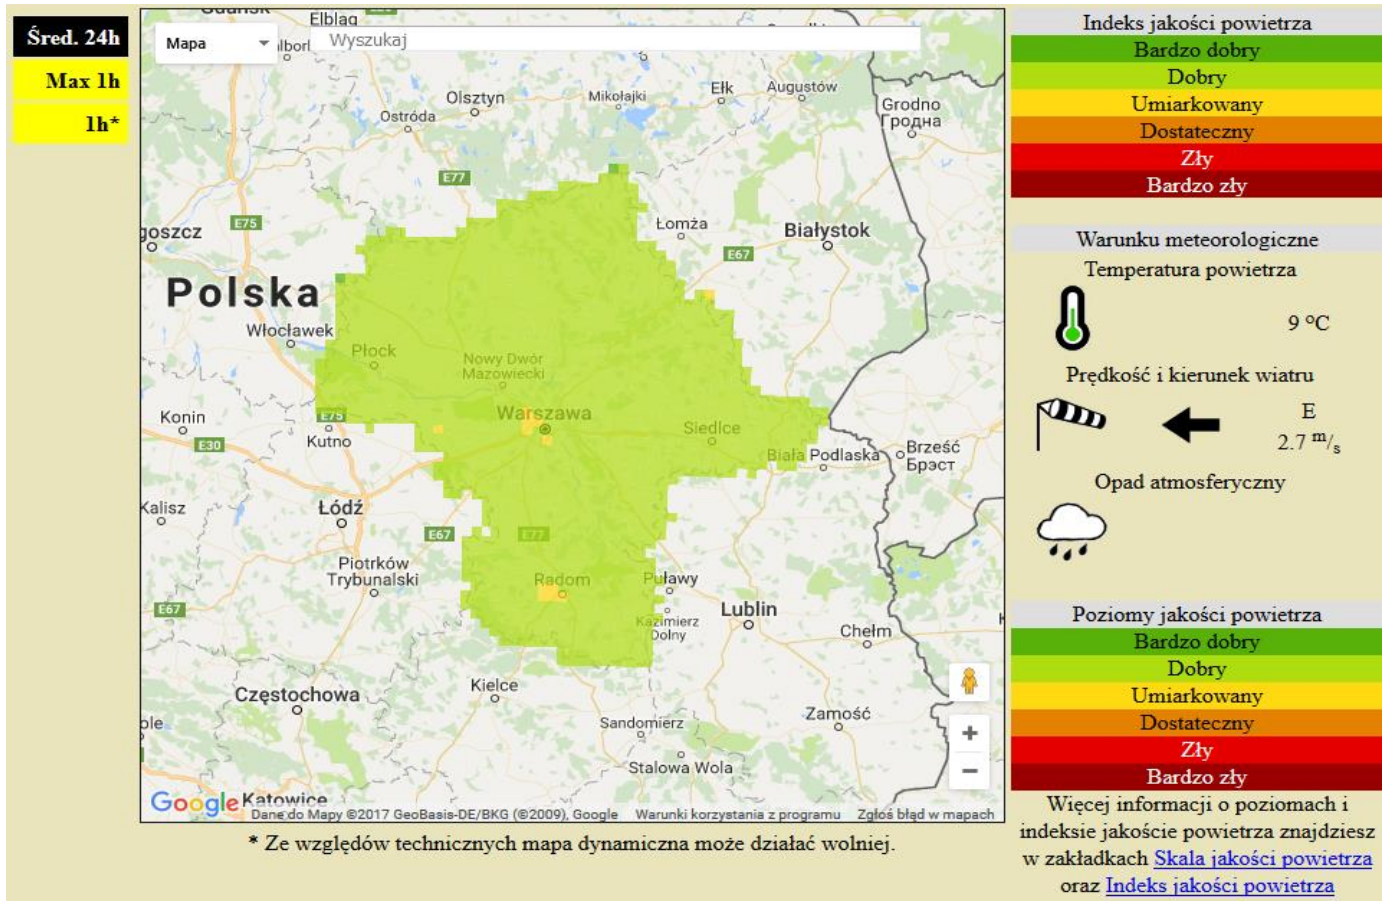 Śred. 24h
Max 1h
1h*
Mapa
Wyszukaj
Elbląg
Olsztyn
Ostróda
Mikołajki
Ełk
Augustów
Grodno
Гродна
E77
E75
goszcz
Łomża
Białystok
E67
Polska
Włocławek
Płock
Nowy Dwór
Mazowiecki
Konin
E75
Warszawa
Siedlce
E30
Kutno
Biała Podlaska
Brześć
Брэст
Kalisz
Łódź
E67
E77
Piotrków
Trybunalski
Radom
Puławy
E67
Kazimierz
Dolny
Lublin
Chełm
Kielce
Częstochowa
Zamość
Sandomierz
ole
Stalowa Wola
Google
Katowice
Dane do Mapy ©2017 GeoBasis-DE/BKG (©2009), Google Warunki korzystania z programu Zgłoś błąd w mapach
* Ze względów technicznych mapa dynamiczna może działać wolniej.
Indeks jakości powietrza
Bardzo dobry
Dobry
Umiarkowany
Dostateczny
Zły
Bardzo zły
Warunku meteorologiczne
Temperatura powietrza
9 °C
Prędkość i kierunek wiatru
E
2.7 m/s
Opad atmosferyczny
Poziomy jakości powietrza
Bardzo dobry
Dobry
Umiarkowany
Dostateczny
Zły
Bardzo zły
Więcej informacji o poziomach i
indeksie jakoście powietrza znajdziesz
w zakładkach Skala jakości powietrza
oraz Indeks jakości powietrza